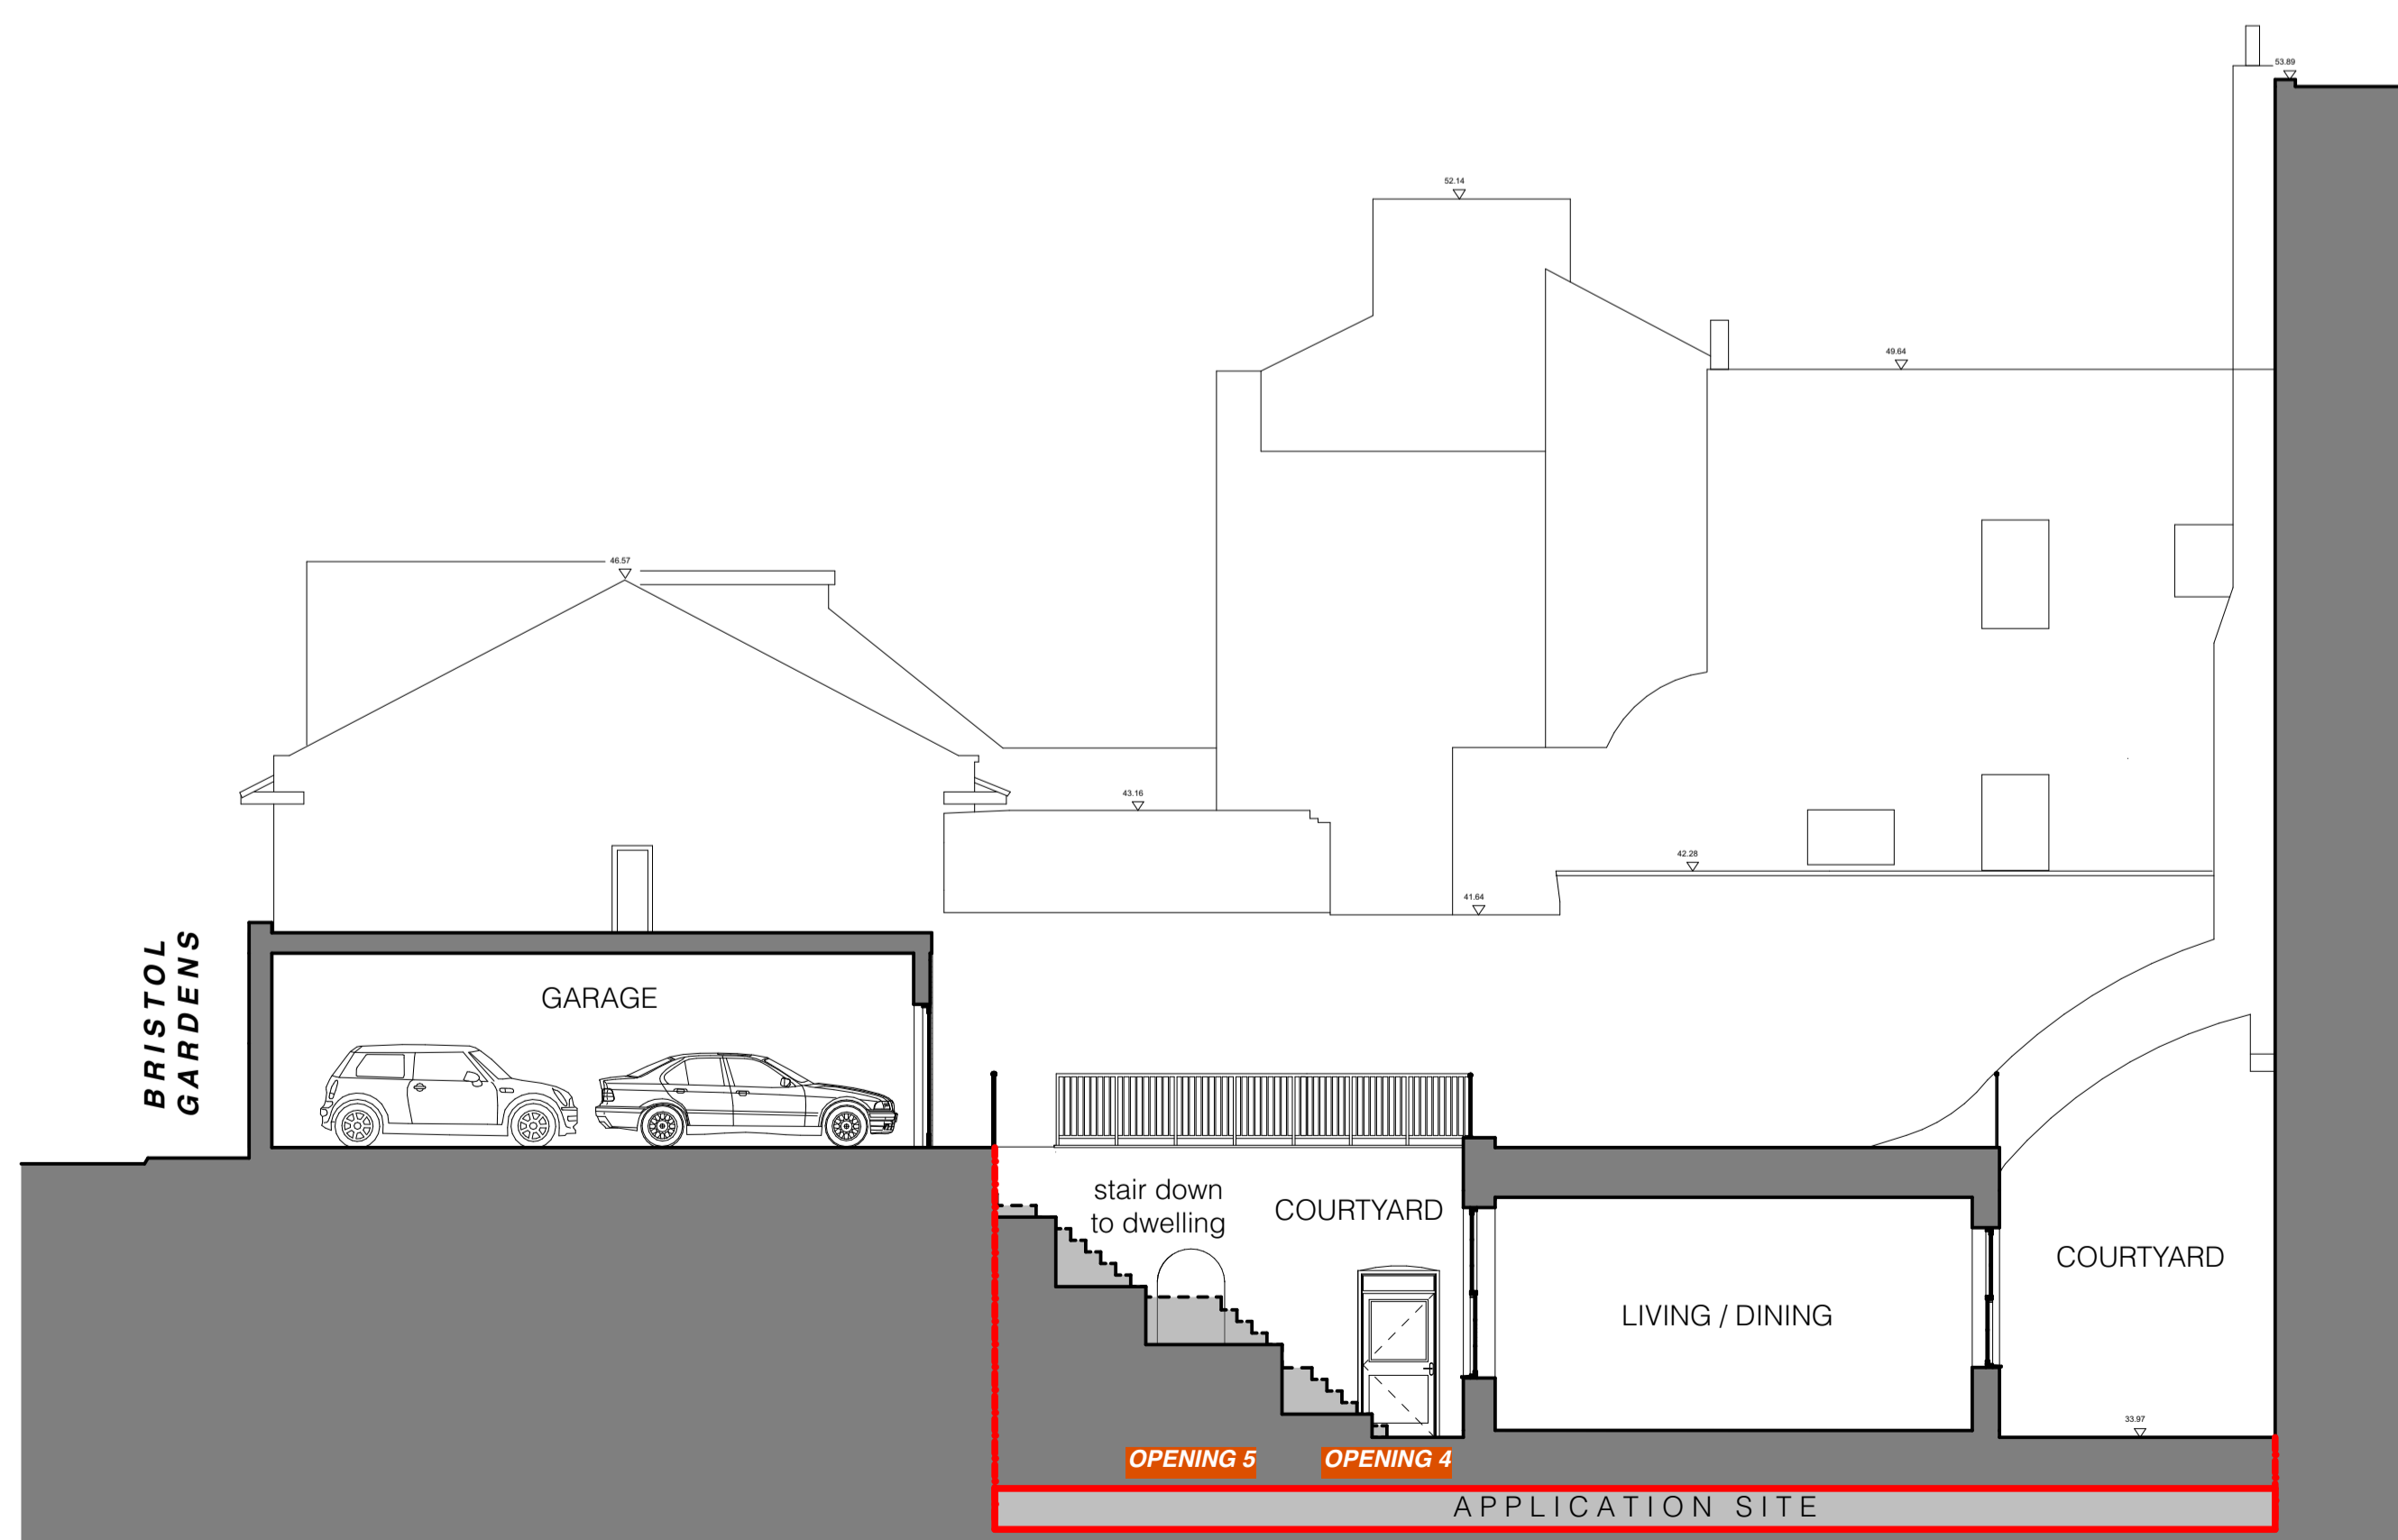 53.89
52.14
49.64
46.57
43.16
42.28
41.64
BRISTOL
GARDENS
GARAGE
stair down
to dwelling
COURTYARD
COURTYARD
LIVING / DINING
33.97
OPENING 5
OPENING 4
APPLICATION SITE